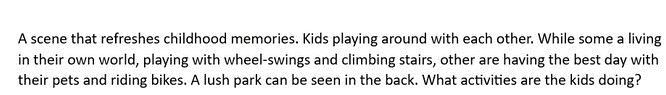 A scene that refreshes childhood memories. Kids playing around with each other. While some a living
in their own world, playing with wheel-swings and climbing stairs, other are having the best day with
their pets and riding bikes. A lush park can be seen in the back. What activities are the kids doing?